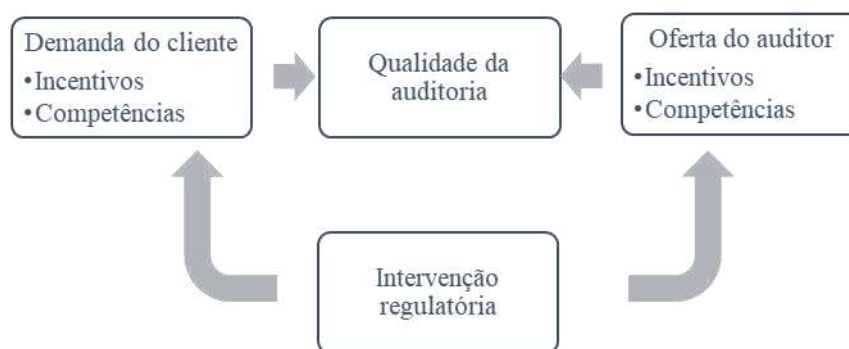 Demanda do cliente
•Incentivos
•Competências
Qualidade da
auditoria
Oferta do auditor
•Incentivos
•Competências
Intervenção
regulatória